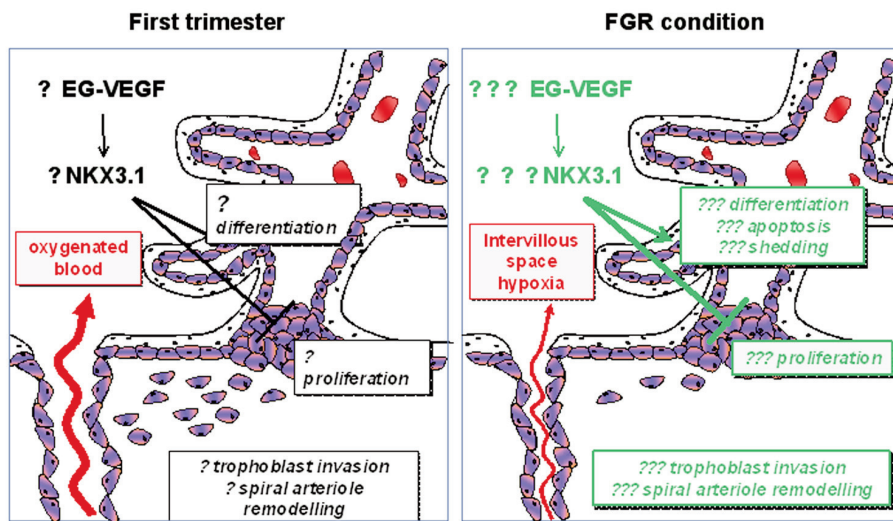 First trimester
? EG-VEGF
?NKX3.1
?
differentiation
oxygenated
blood
?
proliferation
? trophoblast invasion
? spiral arteriole
remodelling
FGR condition
? ? ? EG-VEGF
? ? ? NKX3.1
??? differentiation
??? apoptosis
??? shedding
Intervillous
space
hypoxia
??? proliferation
??? trophoblast invasion
??? spiral arteriole remodelling